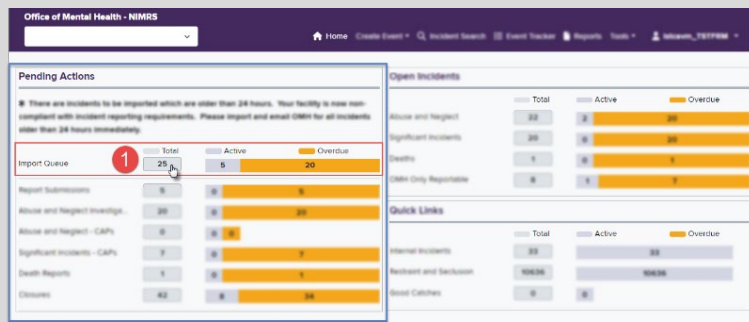 Office of Mental Health - NIMRS
Home Create Event Incident Search Event Tracker Reports Tools
Pending Actions
There are incidents to be imported which are older than 24 hours. Your facility is now non-
compliant with incident reporting requirements. Please import and email OMH for all incidents
older than 24 hours immediately.
Total Active Overdue
1
Import Queue 25 5 20
Report Submissions 5 0 5
Abuse and Neglect Investiga... 20 0 20
Abuse and Neglect - CAPs 0 0 0
Significant Incidents - CAPs 7 0 7
Death Reports 1 0 1
Closures 42 8 34
Open Incidents
Total Active Overdue
Abuse and Neglect 22 2 20
Significant Incidents 20 0 20
Deaths 1 0 1
OMH Only Reportable 8 1 7
Quick Links
Total Active Overdue
Internal Incidents 33 33
Restraint and Seclusion 10636 10636
Good Catches 0 0